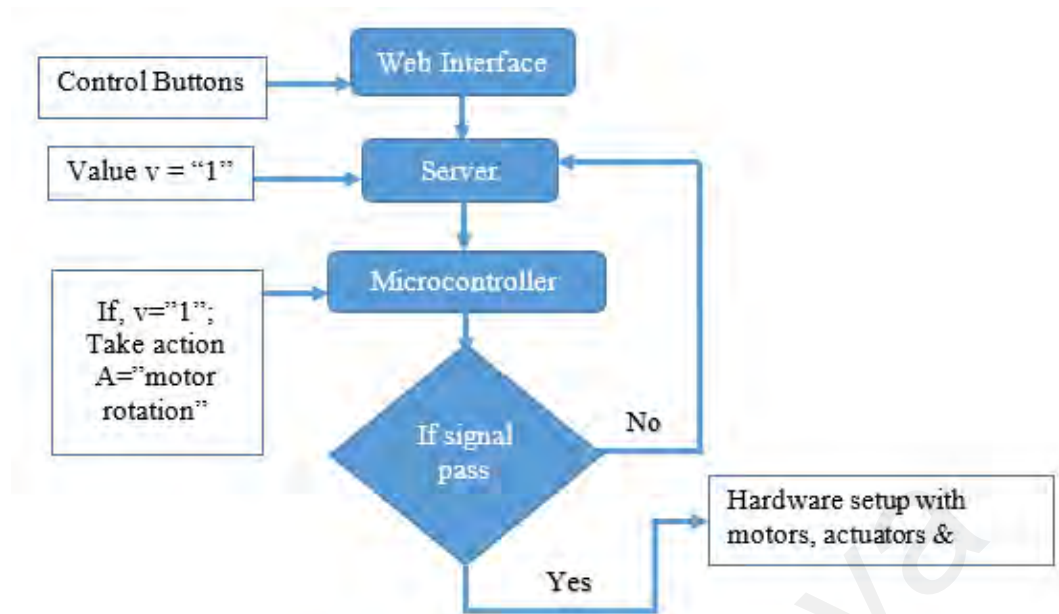 Web Interface
Control Buttons
Server
Value v = “1”
Microcontroller
If, v=”1”;
Take action
A=”motor
rotation”
If signal
pass
No
Hardware setup with
motors, actuators &
Yes